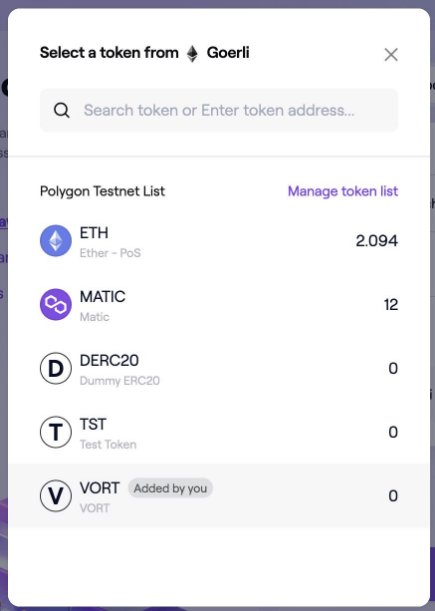 Select a token from Goerli
Search token or Enter token address...
Polygon Testnet List Manage token list
ETH
Ether - PoS
2.094
MATIC
Matic
12
D
DERC20
Dummy ERC20
0
T
TST
Test Token
0
V
VORT Added by you
VORT
0